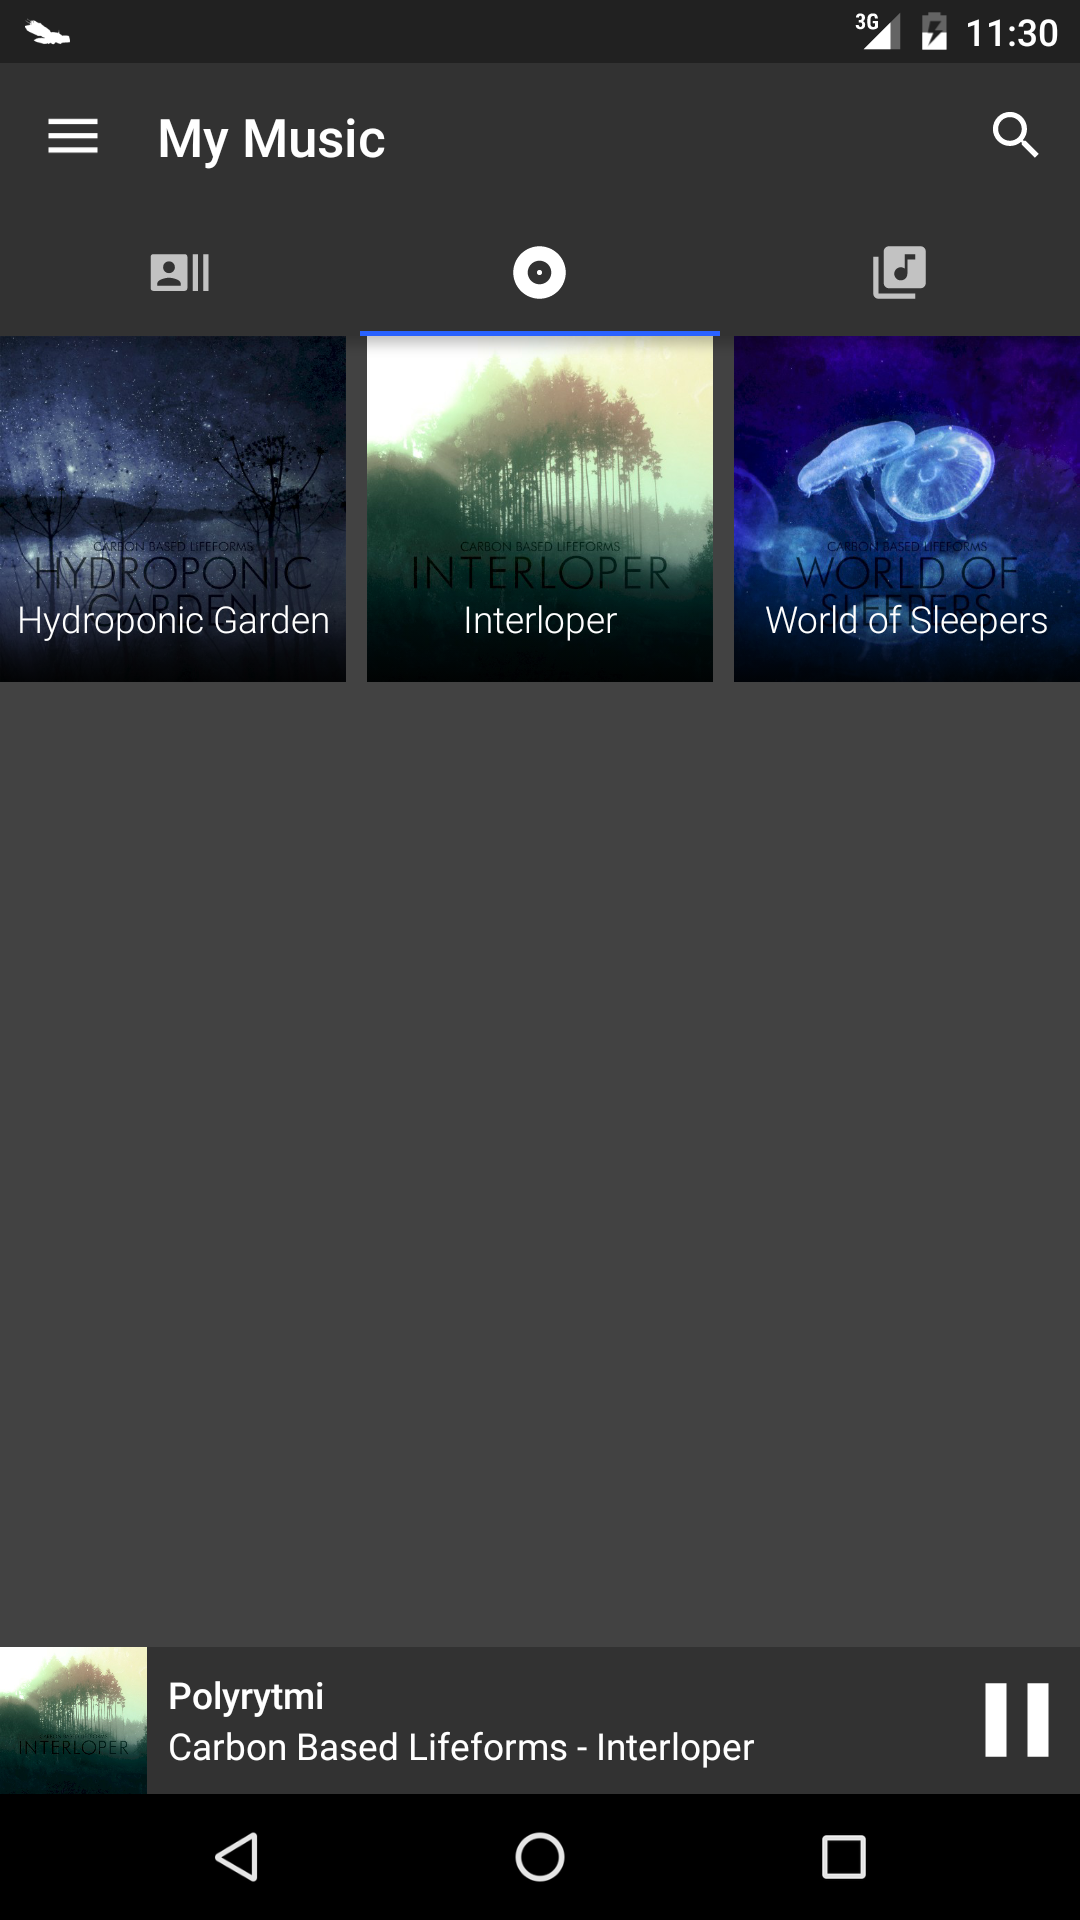 3G 11:30
My Music
CARBON BASED LIFEFORMS
HYDROPONIC
GARDEN
Hydroponic Garden
CARBON BASED LIFEFORMS
INTERLOPER
Interloper
CARBON BASED LIFEFORMS
WORLD OF
SLEEPERS
World of Sleepers
INTERLOPER
Polyrytmi
Carbon Based Lifeforms - Interloper